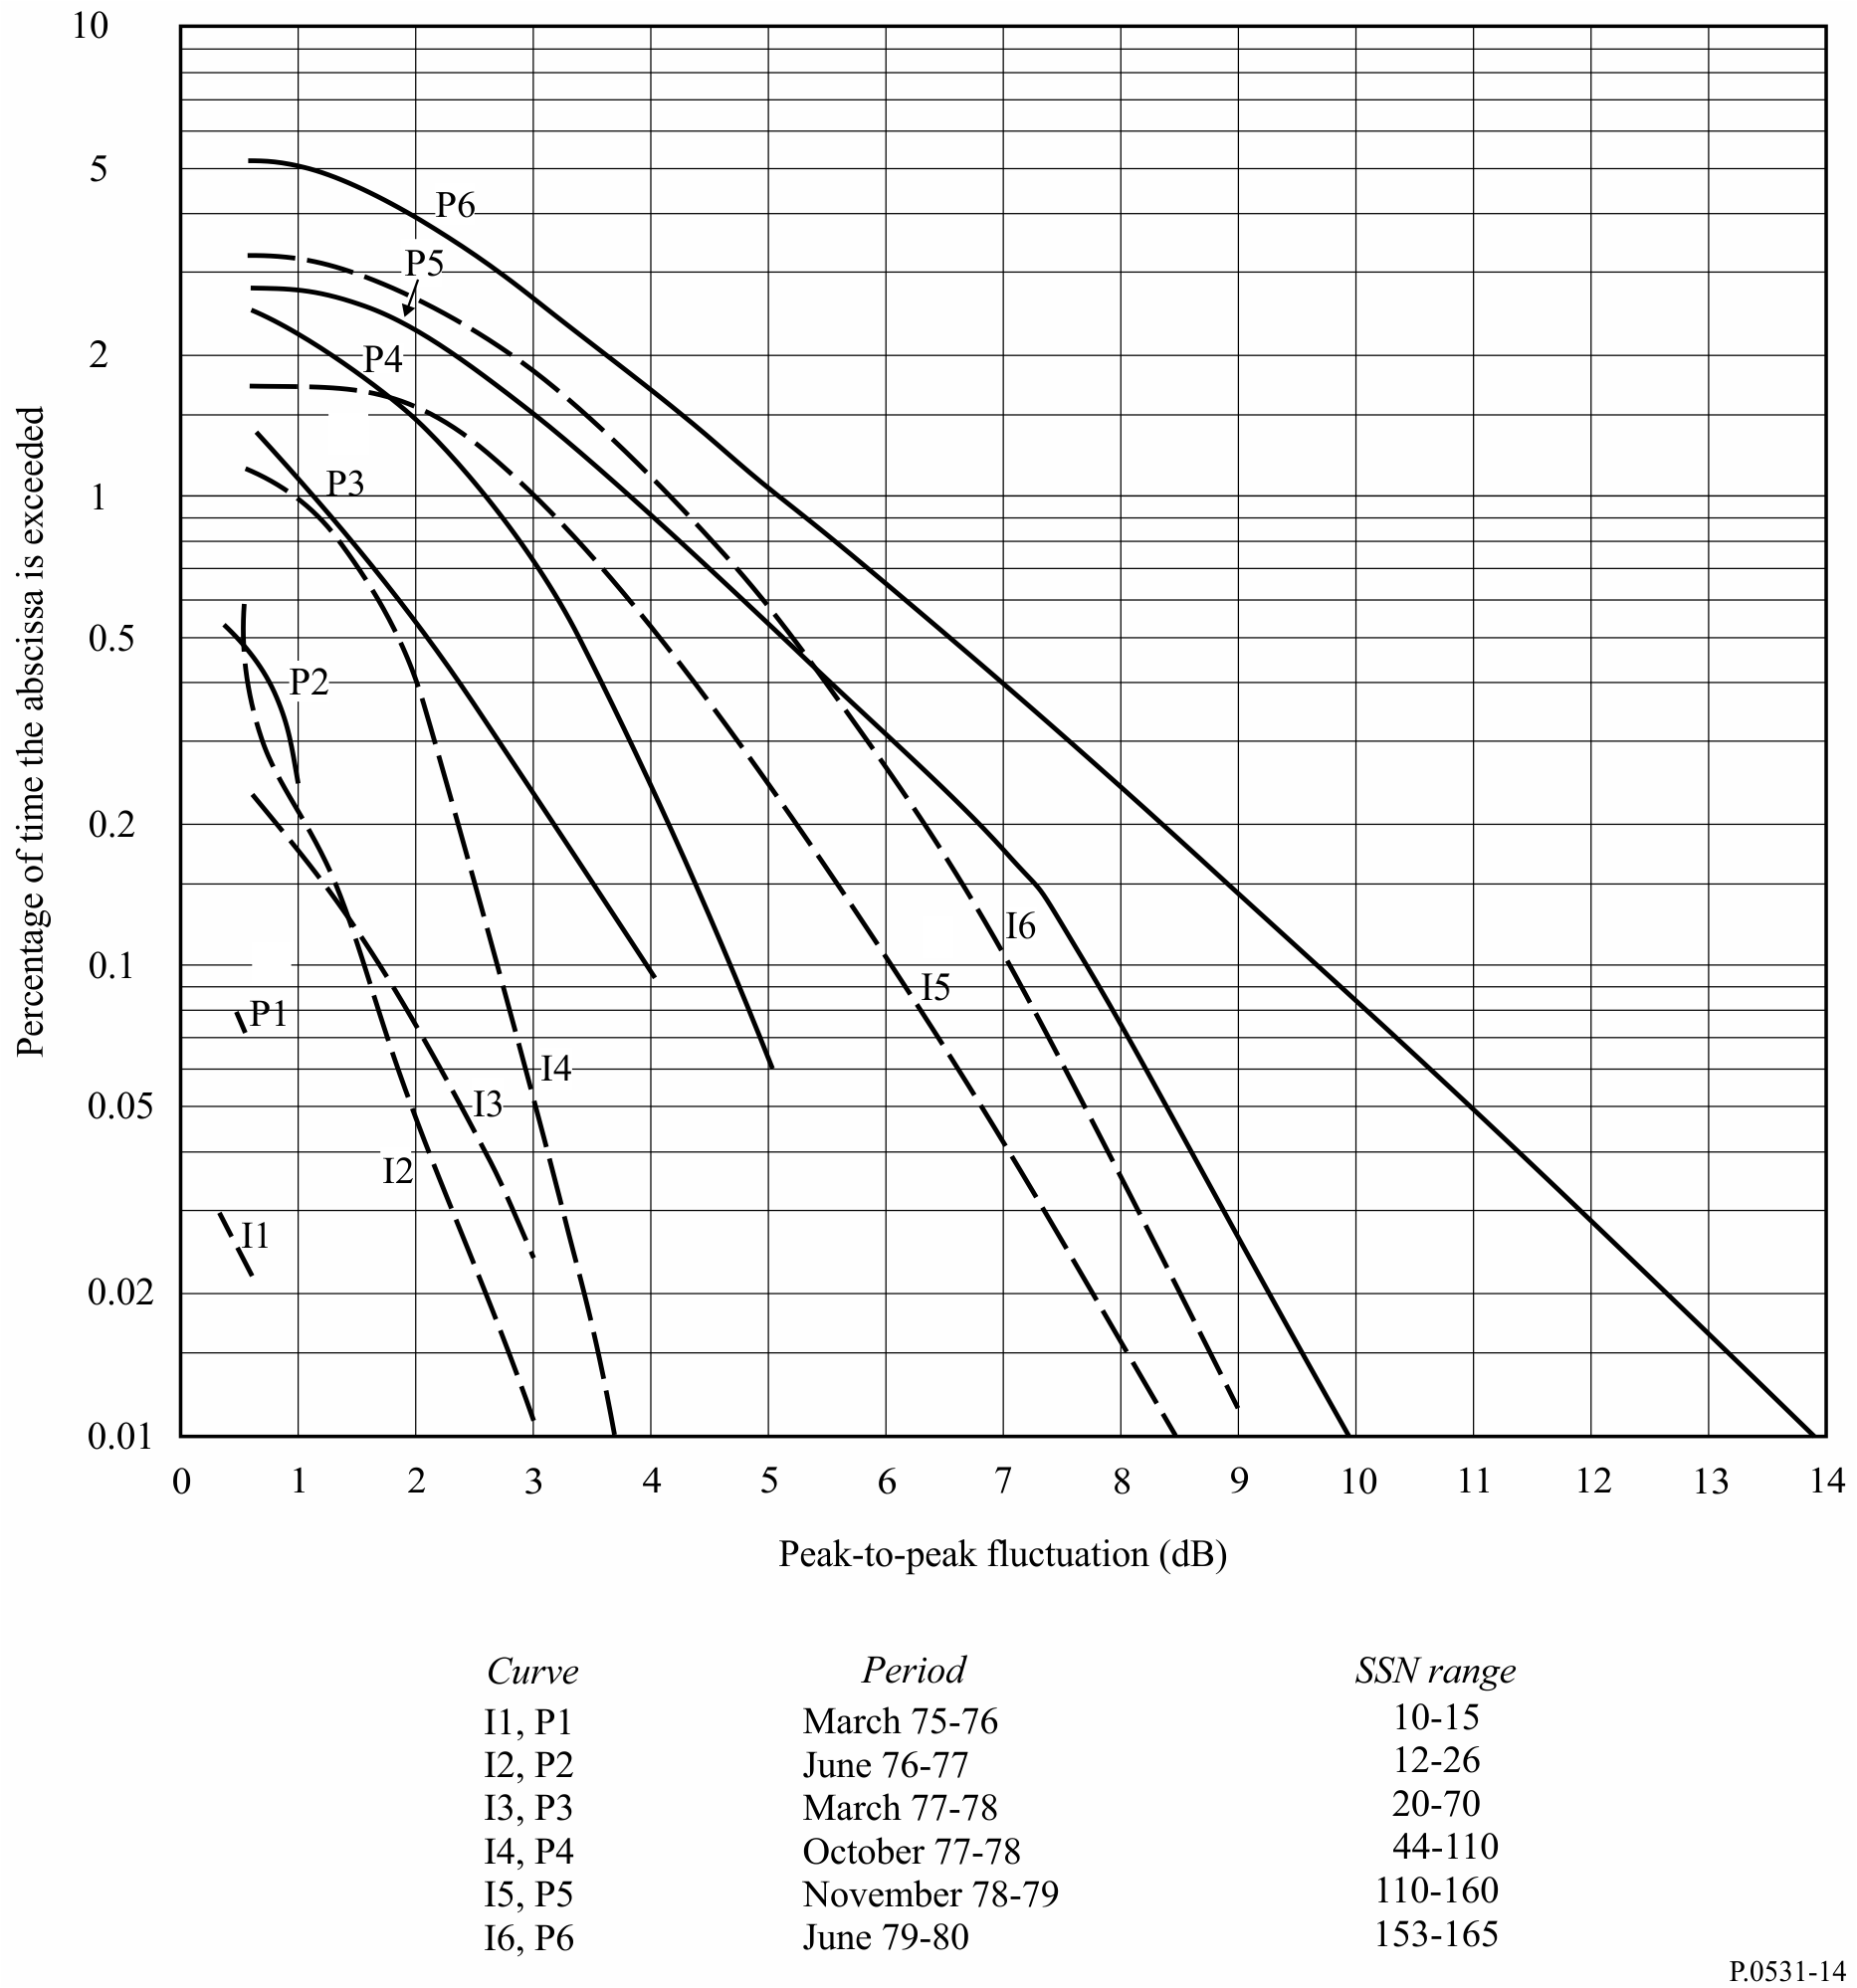 10
5
2
1
0.5
0.2
0.1
0.05
0.02
0.01
Percentage of time the abscissa is exceeded
P6
P5
P4
P3
P2
P1
I6
I5
I4
I3
I2
I1
0 1 2 3 4 5 6 7 8 9 10 11 12 13 14
Peak-to-peak fluctuation (dB)
Curve Period SSN range
I1, P1 March 75-76 10-15
I2, P2 June 76-77 12-26
I3, P3 March 77-78 20-70
I4, P4 October 77-78 44-110
I5, P5 November 78-79 110-160
I6, P6 June 79-80 153-165
P.0531-14